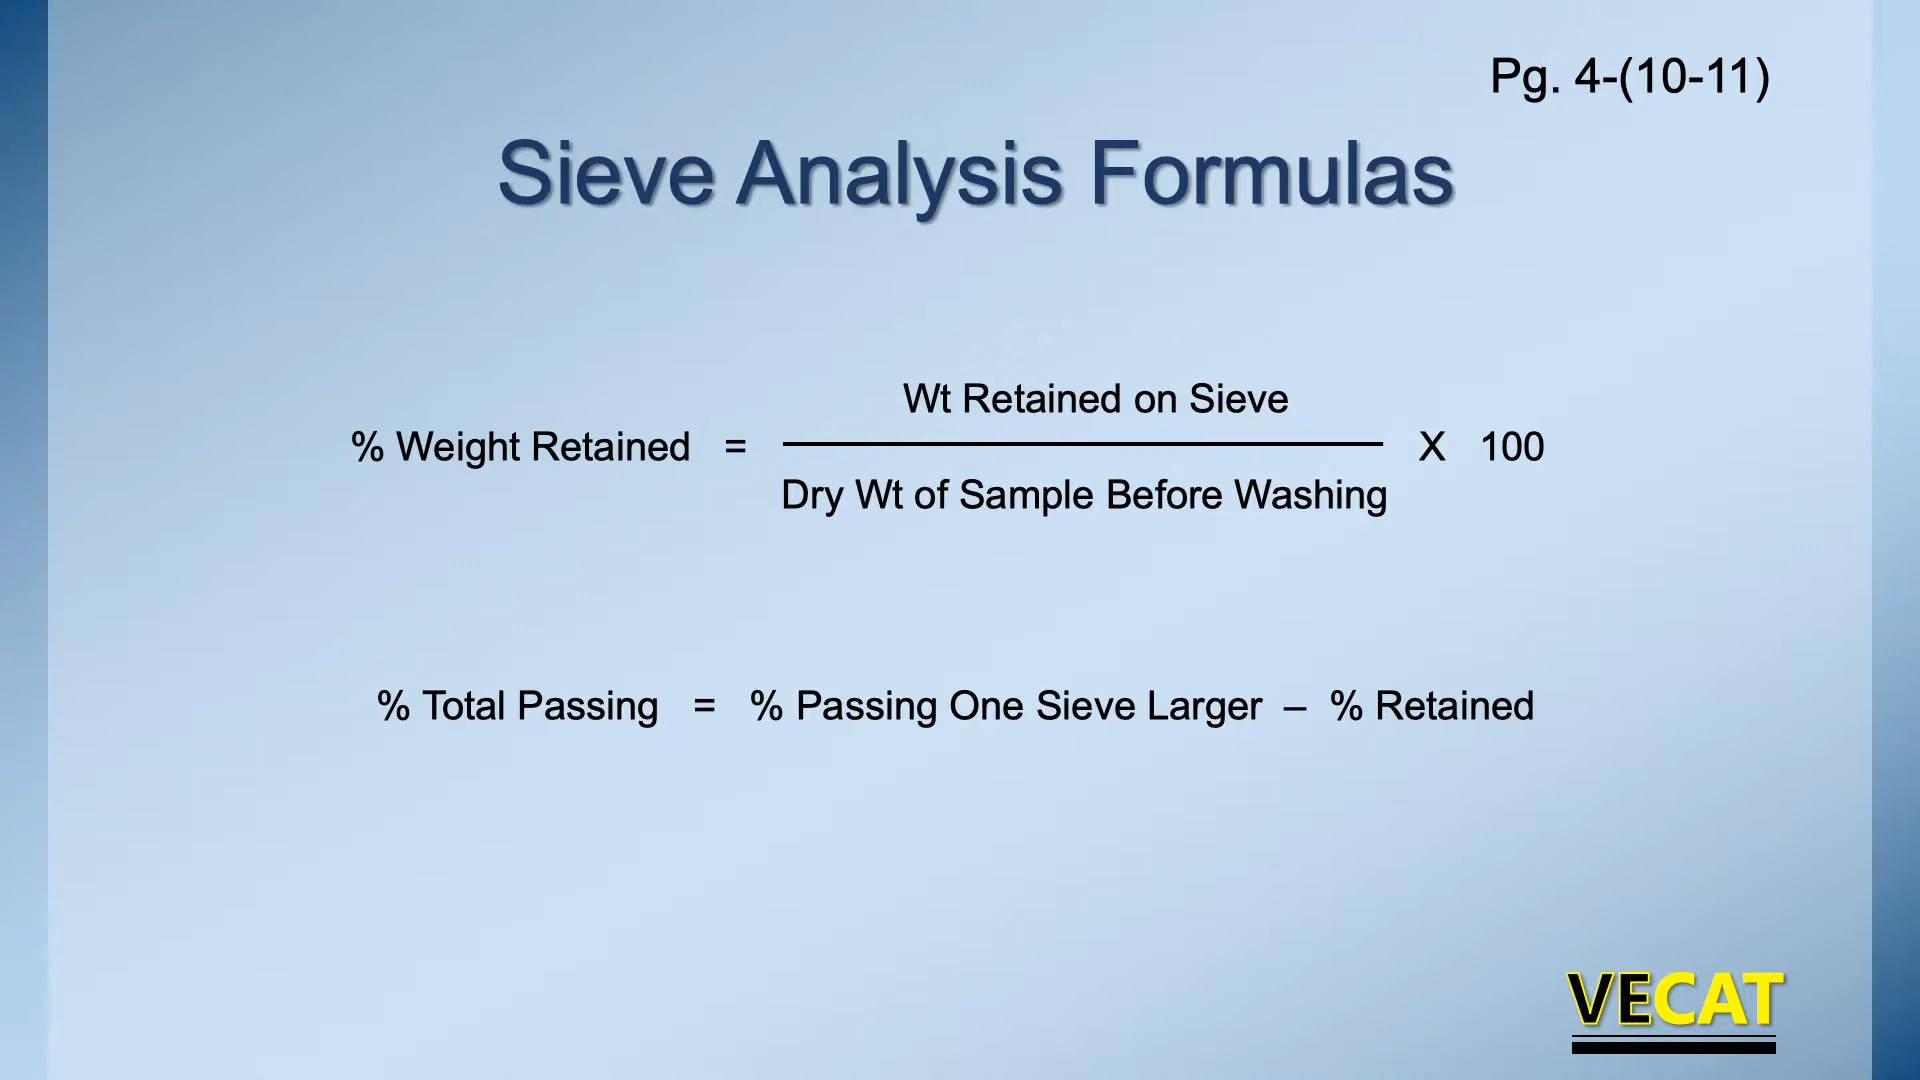 Pg. 4-(10-11)
Sieve Analysis Formulas
Wt Retained on Sieve
% Weight Retained = X 100
Dry Wt of Sample Before Washing
% Total Passing = % Passing One Sieve Larger – % Retained
VECAT